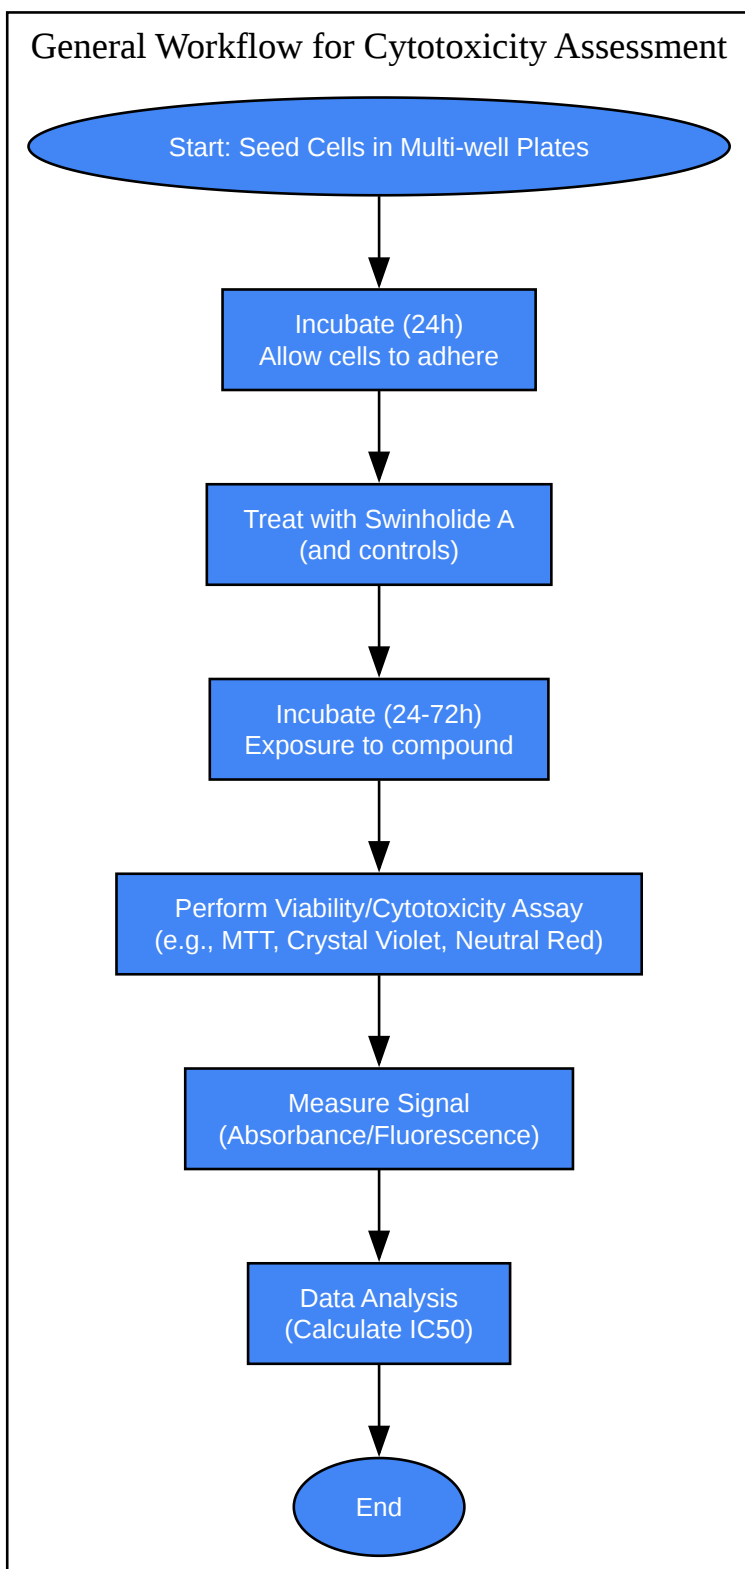 General Workflow for Cytotoxicity Assessment
Start: Seed Cells in Multi-well Plates
Incubate (24h)
Allow cells to adhere
Treat with Swinholide A
(and controls)
Incubate (24-72h)
Exposure to compound
Perform Viability/Cytotoxicity Assay
(e.g., MTT, Crystal Violet, Neutral Red)
Measure Signal
(Absorbance/Fluorescence)
Data Analysis
(Calculate IC50)
End